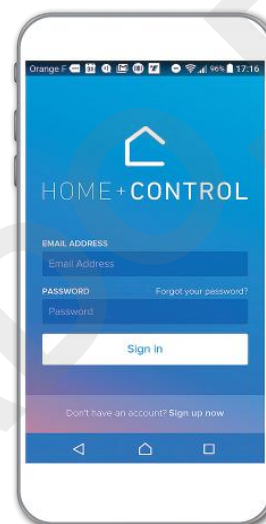 Orange F 96% 17:16
HOME + CONTROL
EMAIL ADDRESS
Email Address
PASSWORD Forgot your password?
Password
Sign in
Don't have an account? Sign up now